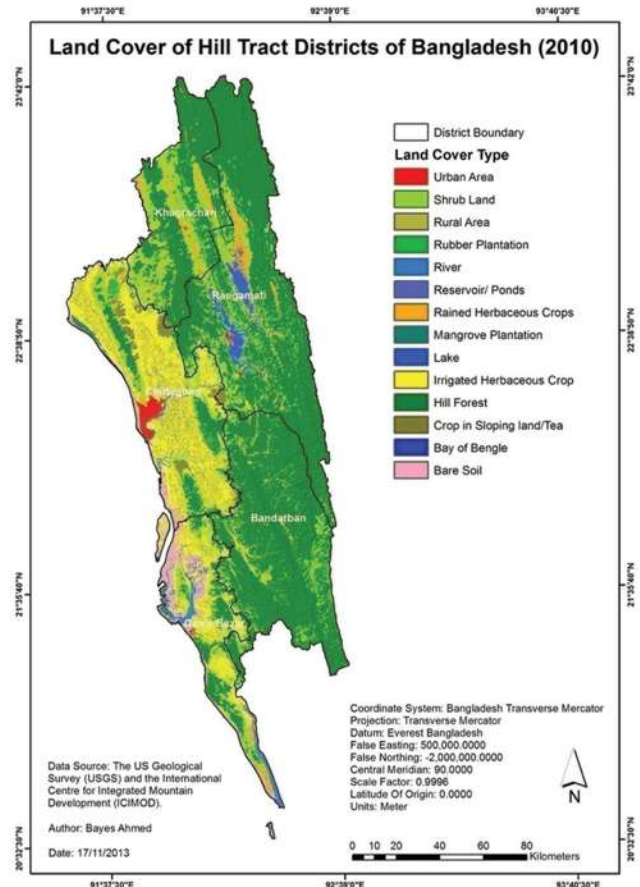 91°37'30"E
92°39'0"E
93°40'30"E
Land Cover of Hill Tract Districts of Bangladesh (2010)
District Boundary
Land Cover Type
Urban Area
Shrub Land
Rural Area
Rubber Plantation
River
Reservoir/ Ponds
Rained Herbaceous Crops
Mangrove Plantation
Lake
Irrigated Herbaceous Crop
Hill Forest
Crop in Sloping land/Tea
Bay of Bengle
Bare Soil
Khagrachari
Rangamati
Bandarban
Coordinate System: Bangladesh Transverse Mercator
Projection: Transverse Mercator
Datum: Everest Bangladesh
False Easting: 500,000.0000
False Northing: -2,000,000.0000
Central Meridian: 90.0000
Scale Factor: 0.9996
Latitude Of Origin: 0.0000
Units: Meter
N
Data Source: The US Geological
Survey (USGS) and the International
Centre for Integrated Mountain
Development (ICIMOD).
Author: Bayes Ahmed
Date: 17/11/2013
0 10 20 40 60 80
Kilometers
91°37'30"E
92°39'0"E
93°40'30"E